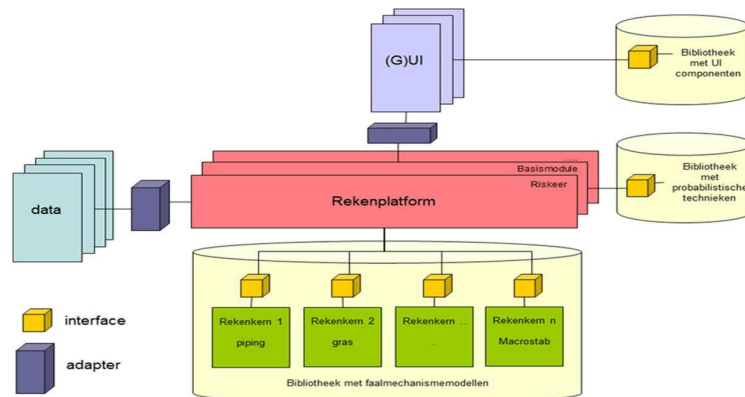 (G)UI
Bibliotheek
met UI
componenten
.....
Basismodule
Riskeer
Rekenplatform
Bibliotheek
met
probabilistische
technieken
data
interface
adapter
Rekenkern 1
piping
Rekenkern 2
gras
Rekenkern ..
..
Rekenkern n
Macrostab
Bibliotheek met faalmechismemodellen